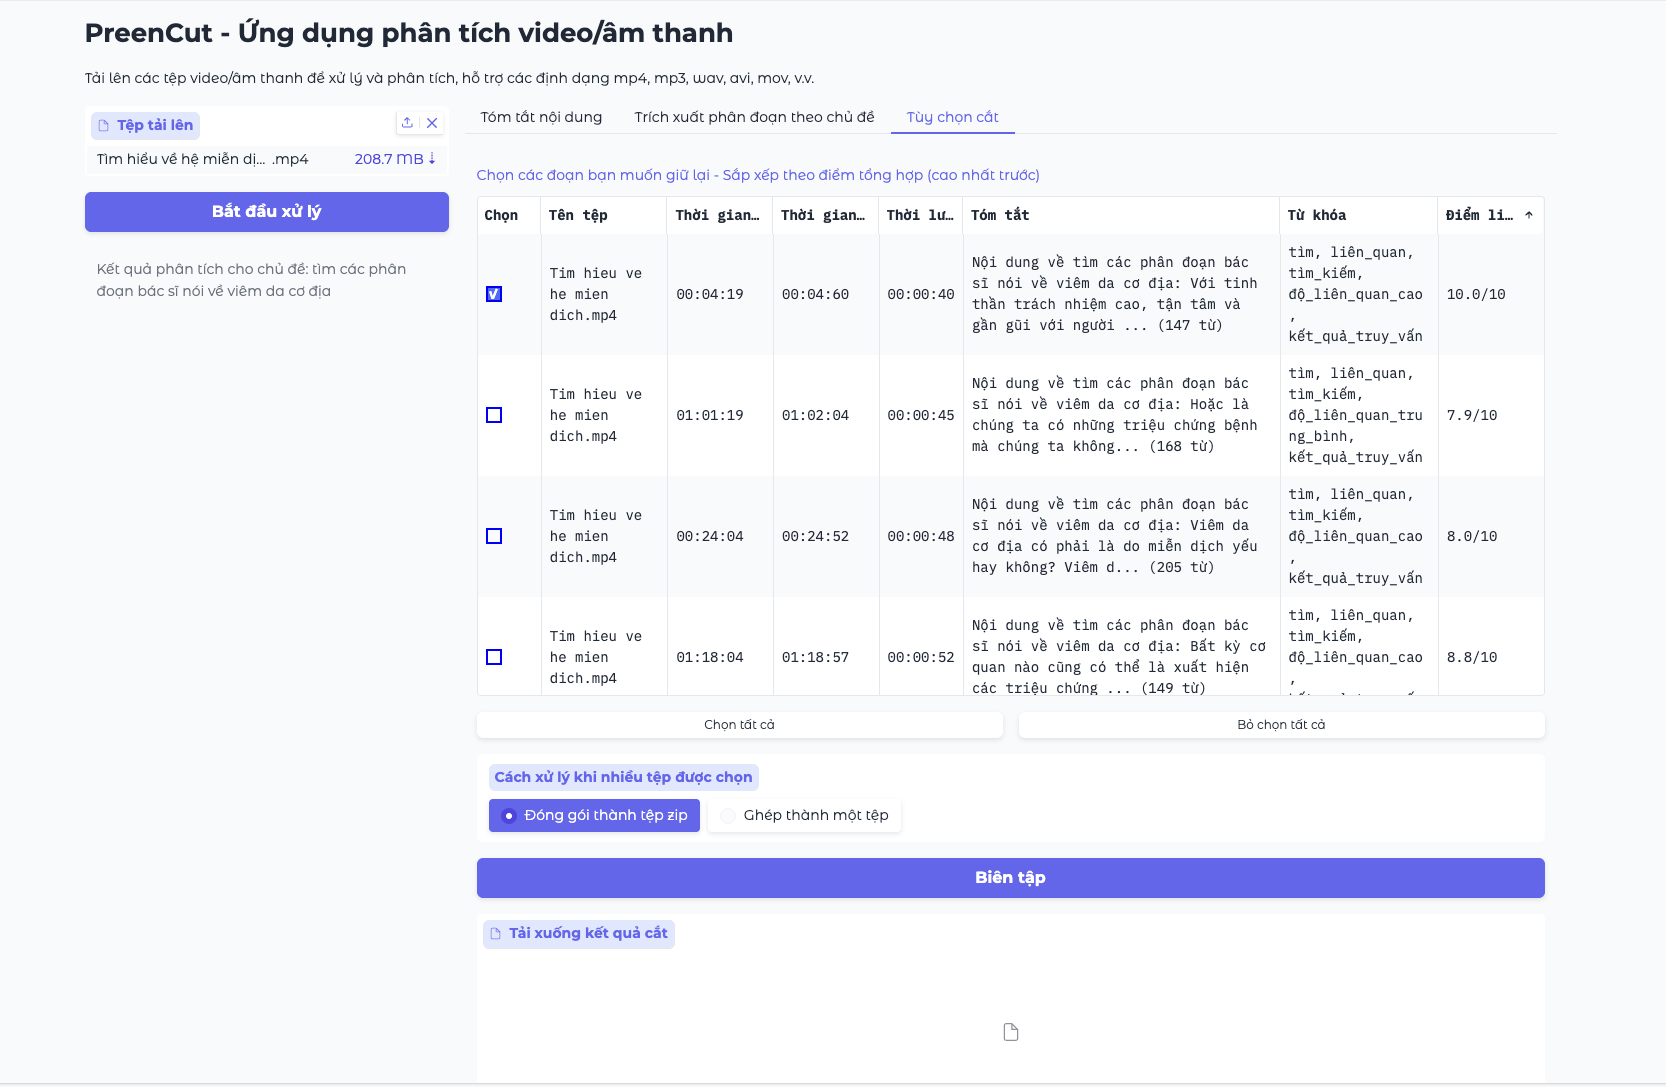 PreenCut - Ứng dụng phân tích video/âm thanh
Tải lên các tệp video/âm thanh để xử lý và phân tích, hỗ trợ các định dạng mp4, mp3, wav, avi, mov, v.v.
Tệp tải lên
Tìm hiểu về hệ miễn dị... .mp4
208.7 MB ↓
Bắt đầu xử lý
Kết quả phân tích cho chủ đề: tìm các phân
đoạn bác sĩ nói về viêm da cơ địa
Tóm tắt nội dung
Trích xuất phân đoạn theo chủ đề
Tùy chọn cắt
Chọn các đoạn bạn muốn giữ lại - Sắp xếp theo điểm tổng hợp (cao nhất trước)
Chọn
Tên tệp
Thời gian…
Thời gian…
Thời lư…
Tóm tắt
Từ khóa
Điểm li… ↑
Tim hieu ve
he mien
dich.mp4
00:04:19
00:04:60
00:00:40
Nội dung về tìm các phân đoạn bác
sĩ nói về viêm da cơ địa: Với tinh
thần trách nhiệm cao, tận tâm và
gần gũi với người ... (147 từ)
tìm, liên_quan,
tìm_kiếm,
độ_liên_quan_cao
,
kết_quả_truy_vấn
10.0/10
Tim hieu ve
he mien
dich.mp4
01:01:19
01:02:04
00:00:45
Nội dung về tìm các phân đoạn bác
sĩ nói về viêm da cơ địa: Hoặc là
chúng ta có những triệu chứng bệnh
mà chúng ta không... (168 từ)
tìm, liên_quan,
tìm_kiếm,
độ_liên_quan_tru
ng_bình,
kết_quả_truy_vấn
7.9/10
Tim hieu ve
he mien
dich.mp4
00:24:04
00:24:52
00:00:48
Nội dung về tìm các phân đoạn bác
sĩ nói về viêm da cơ địa: Viêm da
cơ địa có phải là do miễn dịch yếu
hay không? Viêm d... (205 từ)
tìm, liên_quan,
tìm_kiếm,
độ_liên_quan_cao
,
kết_quả_truy_vấn
8.0/10
Tim hieu ve
he mien
dich.mp4
01:18:04
01:18:57
00:00:52
Nội dung về tìm các phân đoạn bác
sĩ nói về viêm da cơ địa: Bất kỳ cơ
quan nào cũng có thể là xuất hiện
các triệu chứng ... (149 từ)
tìm, liên_quan,
tìm_kiếm,
độ_liên_quan_cao
,
8.8/10
Chọn tất cả
Bỏ chọn tất cả
Cách xử lý khi nhiều tệp được chọn
Đóng gói thành tệp zip
Ghép thành một tệp
Biên tập
Tải xuống kết quả cắt